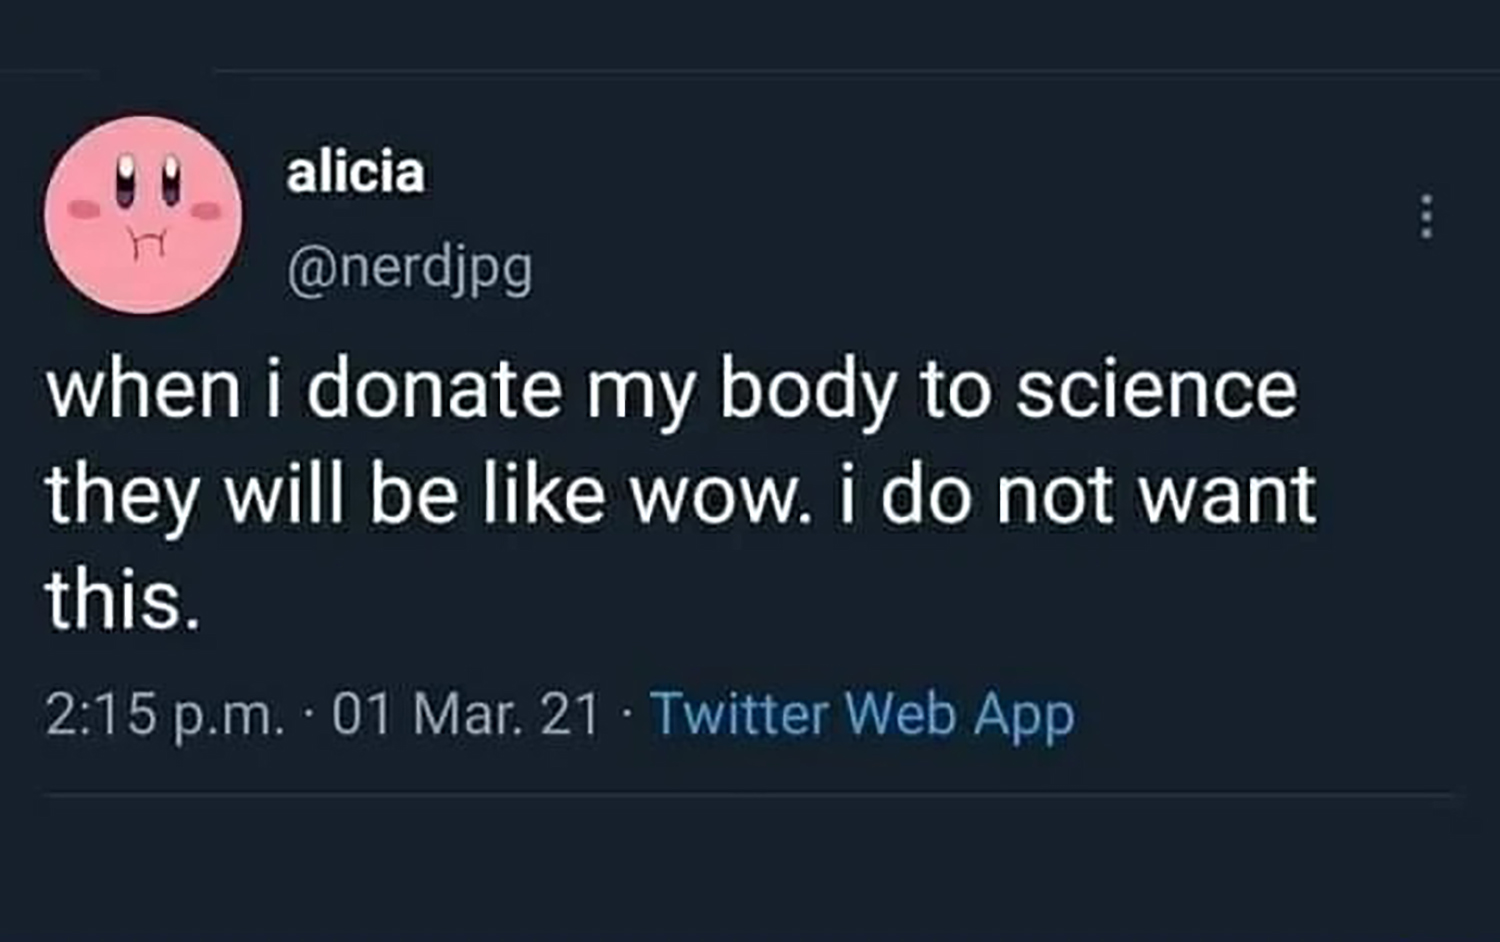 alicia
@nerdjpg
when i donate my body to science
they will be like wow. i do not want
this.
2:15 p.m. · 01 Mar. 21 · Twitter Web App